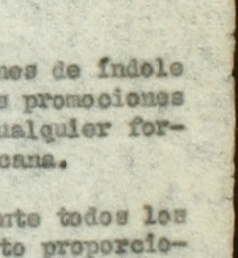 nes de índole
s promociones
ualquier for-
cana.
nte todos los
to proporcio-